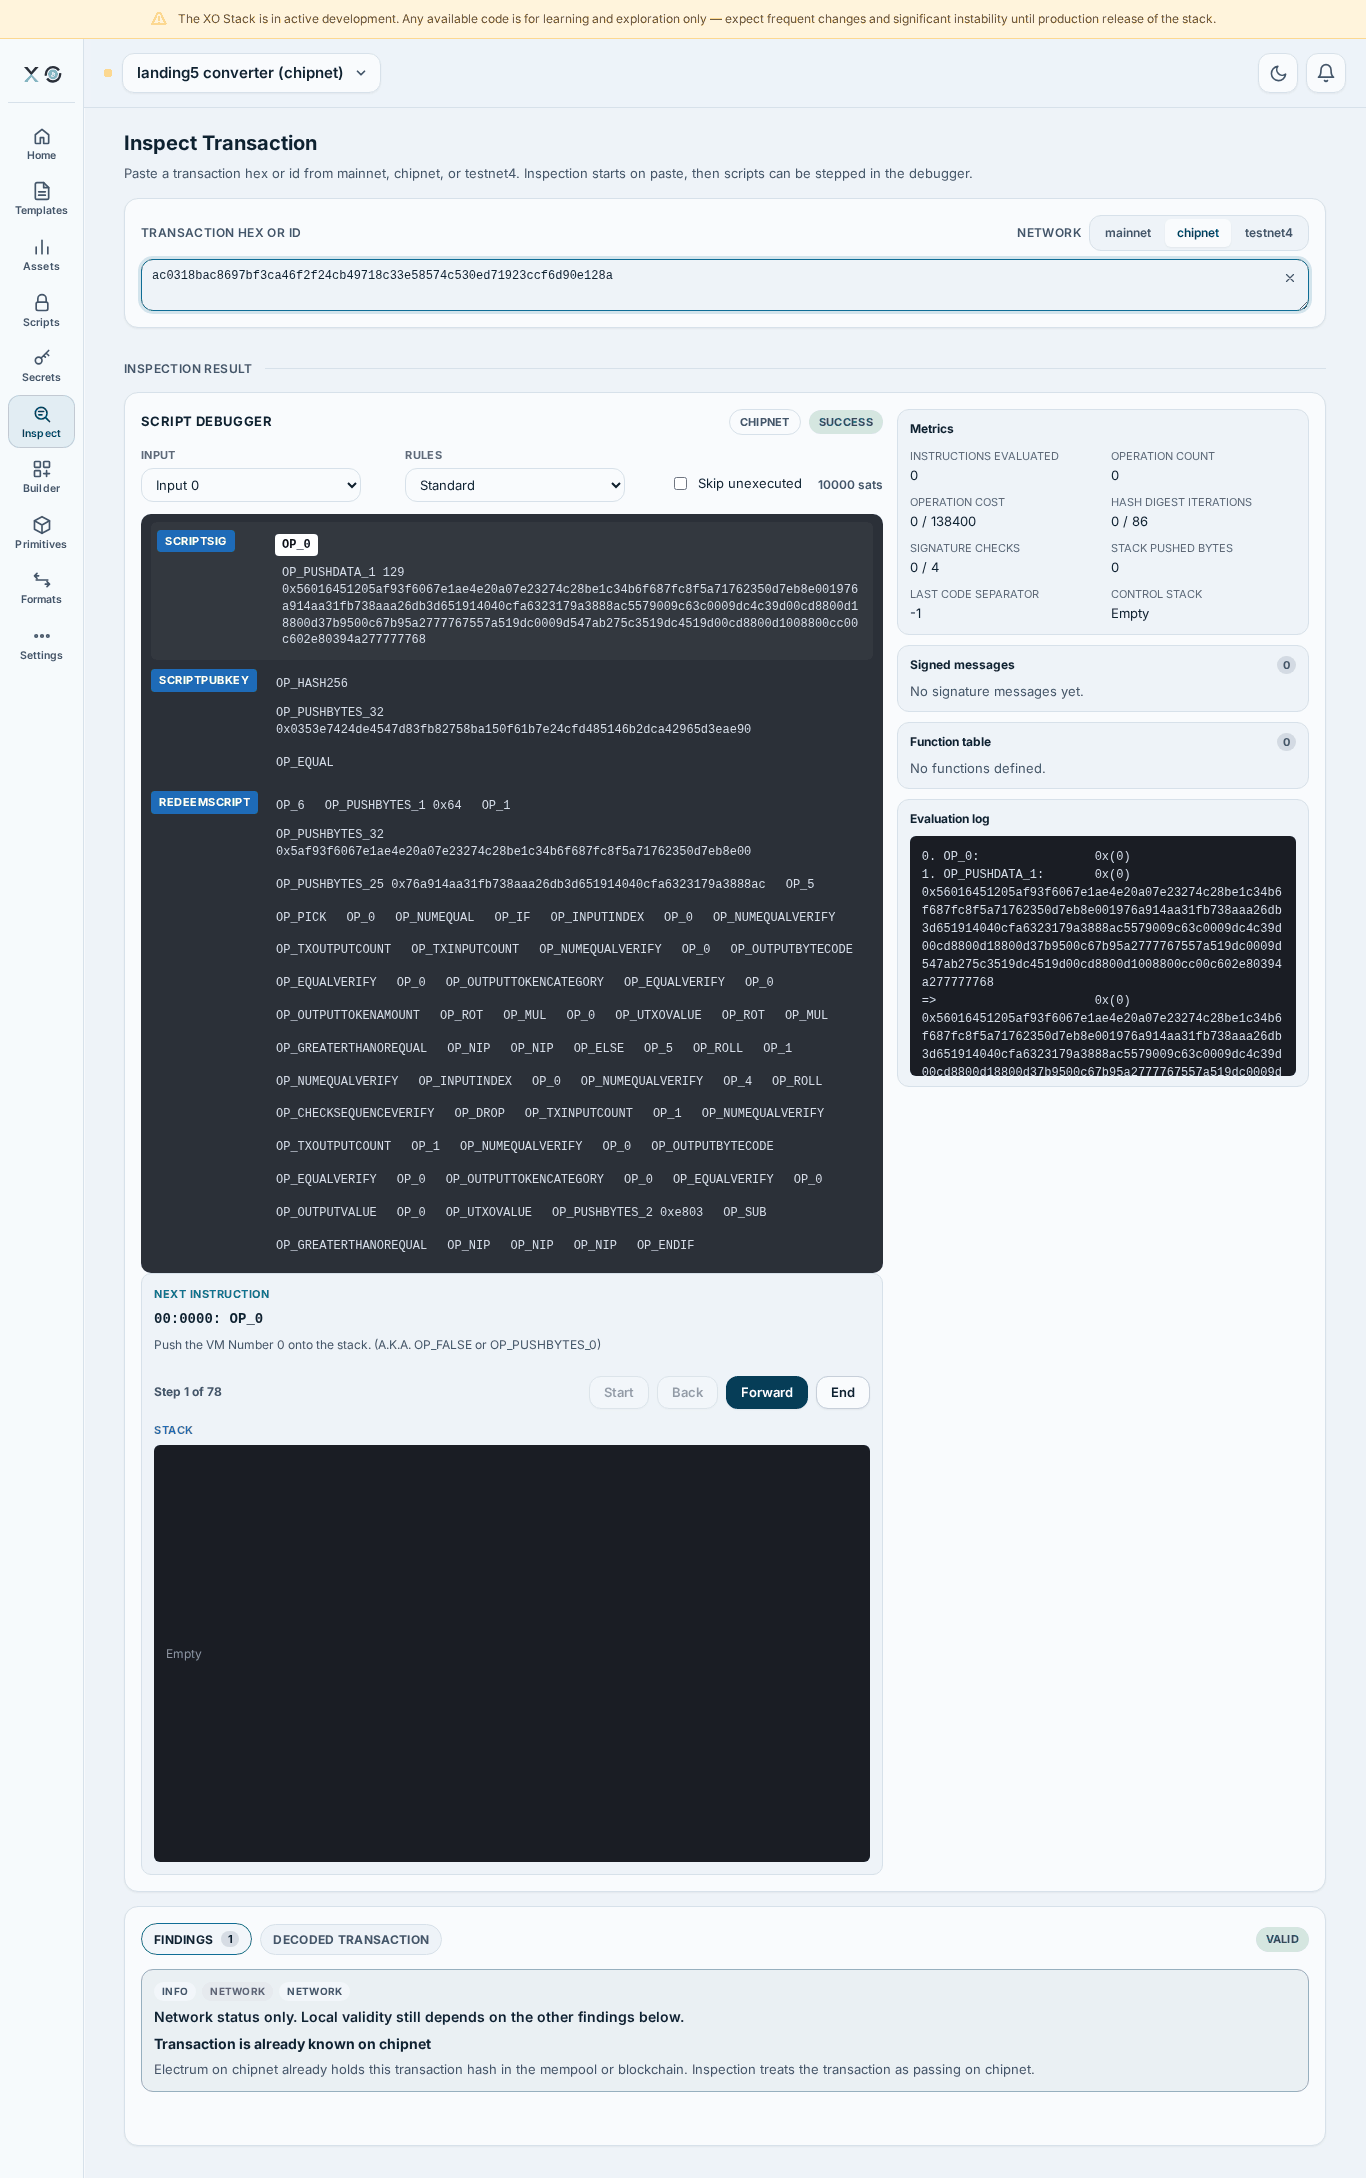 The XO Stack is in active development. Any available code is for learning and exploration only — expect frequent changes and significant instability until production release of the stack.
XO
landing5 converter (chipnet)
Home
Templates
Assets
Scripts
Secrets
Inspect
Builder
Primitives
Formats
Settings
Inspect Transaction
Paste a transaction hex or id from mainnet, chipnet, or testnet4. Inspection starts on paste, then scripts can be stepped in the debugger.
TRANSACTION HEX OR ID
NETWORK mainnet chipnet testnet4
ac0318bac8697bf3ca46f2f24cb49718c33e58574c530ed71923ccf6d90e128a
INSPECTION RESULT
SCRIPT DEBUGGER CHIPNET SUCCESS
INPUT RULES
Input 0 Standard Skip unexecuted 10000 sats
SCRIPTSIG OP_0
OP_PUSHDATA_1 129
0x56016451205af93f6067e1ae4e20a07e23274c28be1c34b6f687fc8f5a71762350d7eb8e001976
a914aa31fb738aaa26db3d651914040cfa6323179a3888ac5579009c63c0009dc4c39d00cd8800d1
8800d37b9500c67b95a2777767557a519dc0009d547ab275c3519dc4519d00cd8800d1008800cc00
c602e80394a277777768
SCRIPTPUBKEY OP_HASH256
OP_PUSHBYTES_32
0x0353e7424de4547d83fb82758ba150f61b7e24cfd485146b2dca42965d3eae90
OP_EQUAL
REDEEMSCRIPT OP_6 OP_PUSHBYTES_1 0x64 OP_1
OP_PUSHBYTES_32
0x5af93f6067e1ae4e20a07e23274c28be1c34b6f687fc8f5a71762350d7eb8e00
OP_PUSHBYTES_25 0x76a914aa31fb738aaa26db3d651914040cfa6323179a3888ac OP_5
OP_PICK OP_0 OP_NUMEQUAL OP_IF OP_INPUTINDEX OP_0 OP_NUMEQUALVERIFY
OP_TXOUTPUTCOUNT OP_TXINPUTCOUNT OP_NUMEQUALVERIFY OP_0 OP_OUTPUTBYTECODE
OP_EQUALVERIFY OP_0 OP_OUTPUTTOKENCATEGORY OP_EQUALVERIFY OP_0
OP_OUTPUTTOKENAMOUNT OP_ROT OP_MUL OP_0 OP_UTXOVALUE OP_ROT OP_MUL
OP_GREATERTHANOREQUAL OP_NIP OP_NIP OP_ELSE OP_5 OP_ROLL OP_1
OP_NUMEQUALVERIFY OP_INPUTINDEX OP_0 OP_NUMEQUALVERIFY OP_4 OP_ROLL
OP_CHECKSEQUENCEVERIFY OP_DROP OP_TXINPUTCOUNT OP_1 OP_NUMEQUALVERIFY
OP_TXOUTPUTCOUNT OP_1 OP_NUMEQUALVERIFY OP_0 OP_OUTPUTBYTECODE
OP_EQUALVERIFY OP_0 OP_OUTPUTTOKENCATEGORY OP_0 OP_EQUALVERIFY OP_0
OP_OUTPUTVALUE OP_0 OP_UTXOVALUE OP_PUSHBYTES_2 0xe803 OP_SUB
OP_GREATERTHANOREQUAL OP_NIP OP_NIP OP_NIP OP_ENDIF
NEXT INSTRUCTION
00:0000: OP_0
Push the VM Number 0 onto the stack. (A.K.A. OP_FALSE or OP_PUSHBYTES_0)
Step 1 of 78 Start Back Forward End
STACK
Empty
Metrics
INSTRUCTIONS EVALUATED OPERATION COUNT
0 0
OPERATION COST HASH DIGEST ITERATIONS
0 / 138400 0 / 86
SIGNATURE CHECKS STACK PUSHED BYTES
0 / 4 0
LAST CODE SEPARATOR CONTROL STACK
-1 Empty
Signed messages 0
No signature messages yet.
Function table 0
No functions defined.
Evaluation log
0. OP_0: 0x(0)
1. OP_PUSHDATA_1: 0x(0)
0x56016451205af93f6067e1ae4e20a07e23274c28be1c34b6
f687fc8f5a71762350d7eb8e001976a914aa31fb738aaa26db
3d651914040cfa6323179a3888ac5579009c63c0009dc4c39d
00cd8800d18800d37b9500c67b95a2777767557a519dc0009d
547ab275c3519dc4519d00cd8800d1008800cc00c602e80394
a277777768
=> 0x(0)
0x56016451205af93f6067e1ae4e20a07e23274c28be1c34b6
f687fc8f5a71762350d7eb8e001976a914aa31fb738aaa26db
3d651914040cfa6323179a3888ac5579009c63c0009dc4c39d
00cd8800d18800d37b9500c67b95a2777767557a519dc0009d
FINDINGS 1 DECODED TRANSACTION VALID
INFO NETWORK NETWORK
Network status only. Local validity still depends on the other findings below.
Transaction is already known on chipnet
Electrum on chipnet already holds this transaction hash in the mempool or blockchain. Inspection treats the transaction as passing on chipnet.